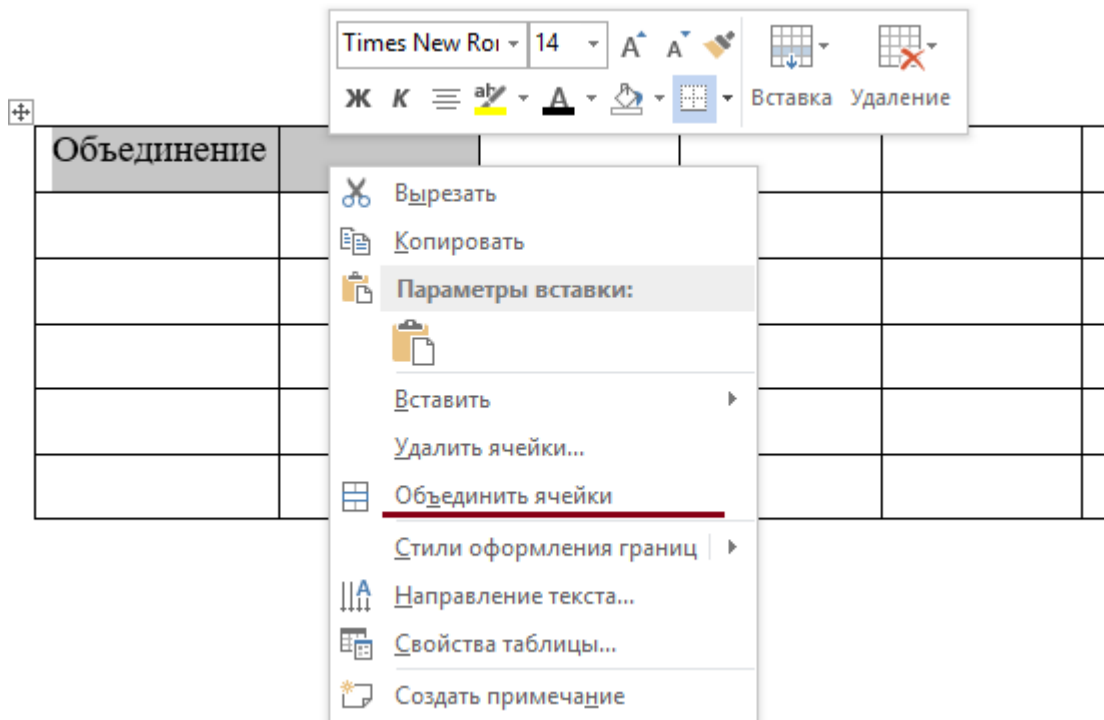 Times New Roı 14 А А
Ж К ab А Вставка Удаление
Объединение
Вырезать
Копировать
Параметры вставки:
Вставить
Удалить ячейки...
Объединить ячейки
Стили оформления границ
Направление текста...
Свойства таблицы...
Создать примечание